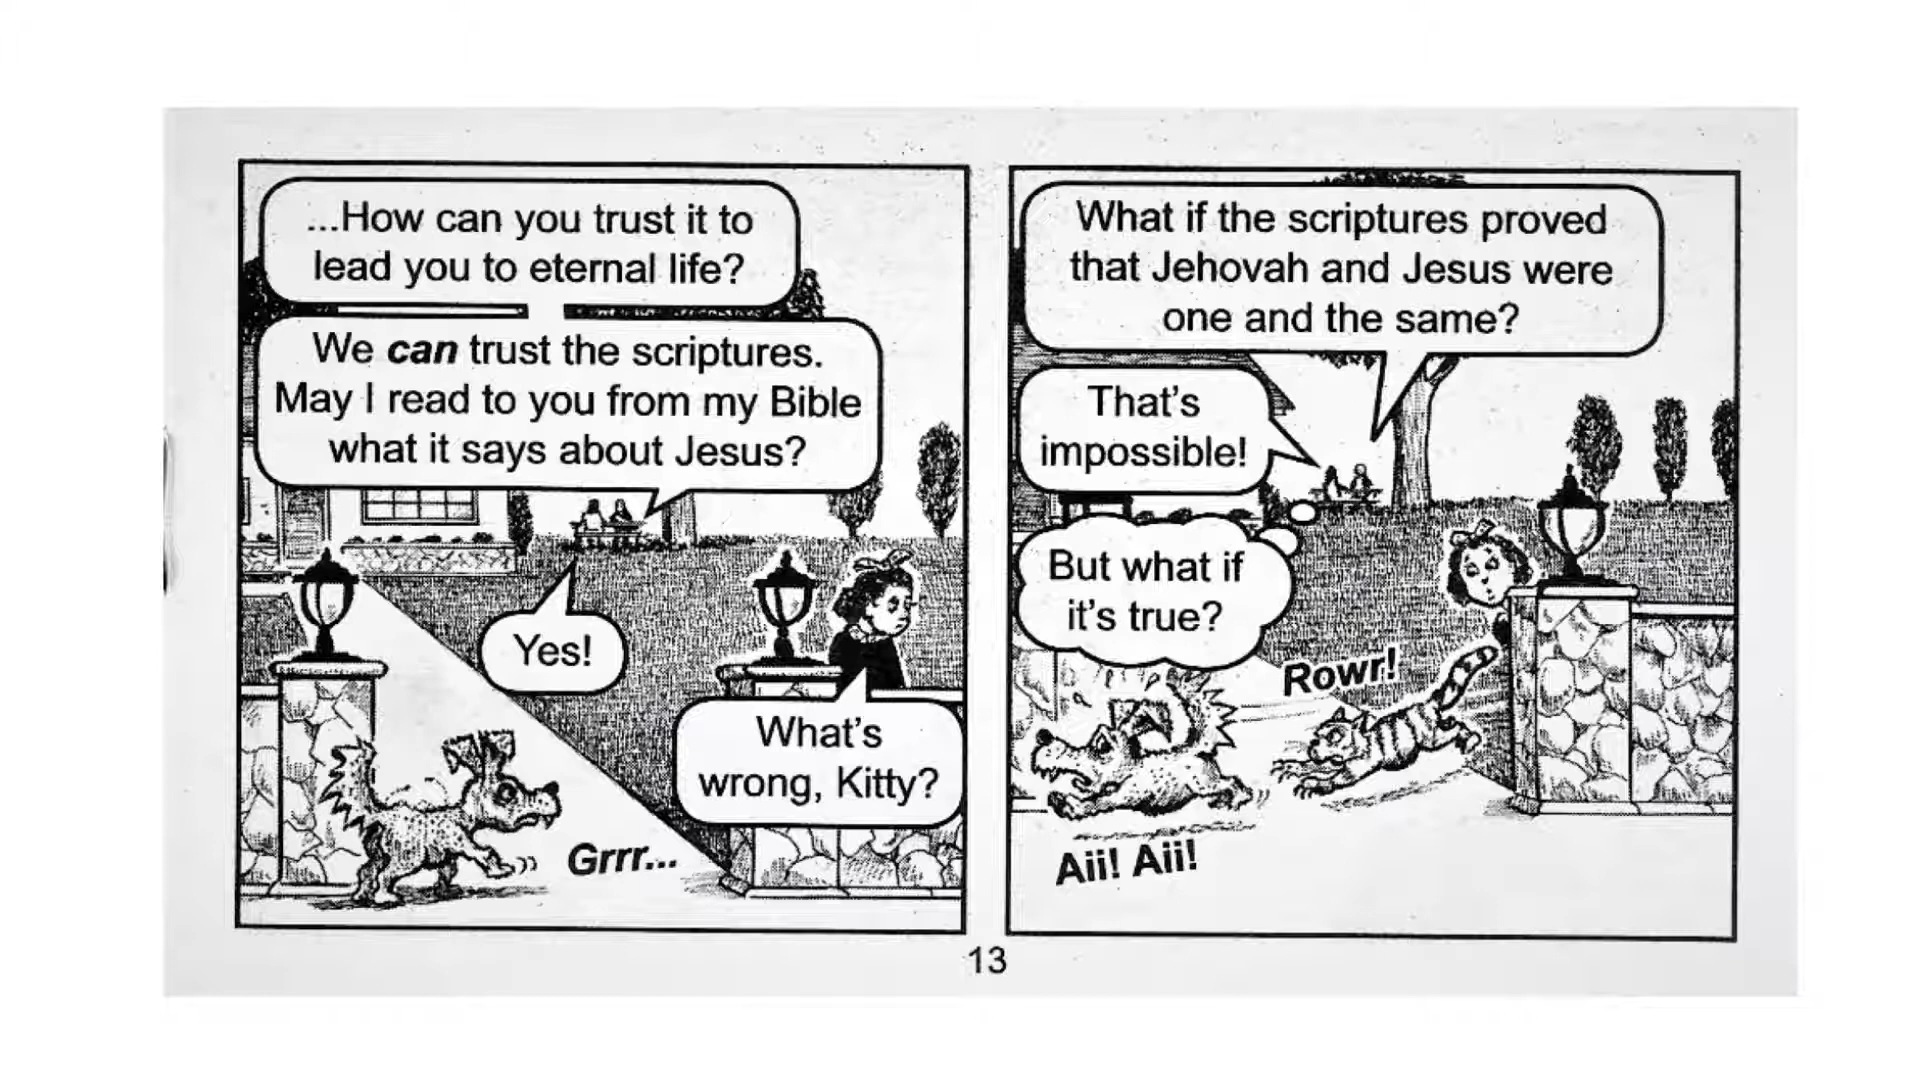 ...How can you trust it to
lead you to eternal life?
We can trust the scriptures.
May I read to you from my Bible
what it says about Jesus?
Yes!
What's
wrong, Kitty?
Grrr...
What if the scriptures proved
that Jehovah and Jesus were
one and the same?
That's
impossible!
But what if
it's true?
Rowr!
Aii! Aii!
13